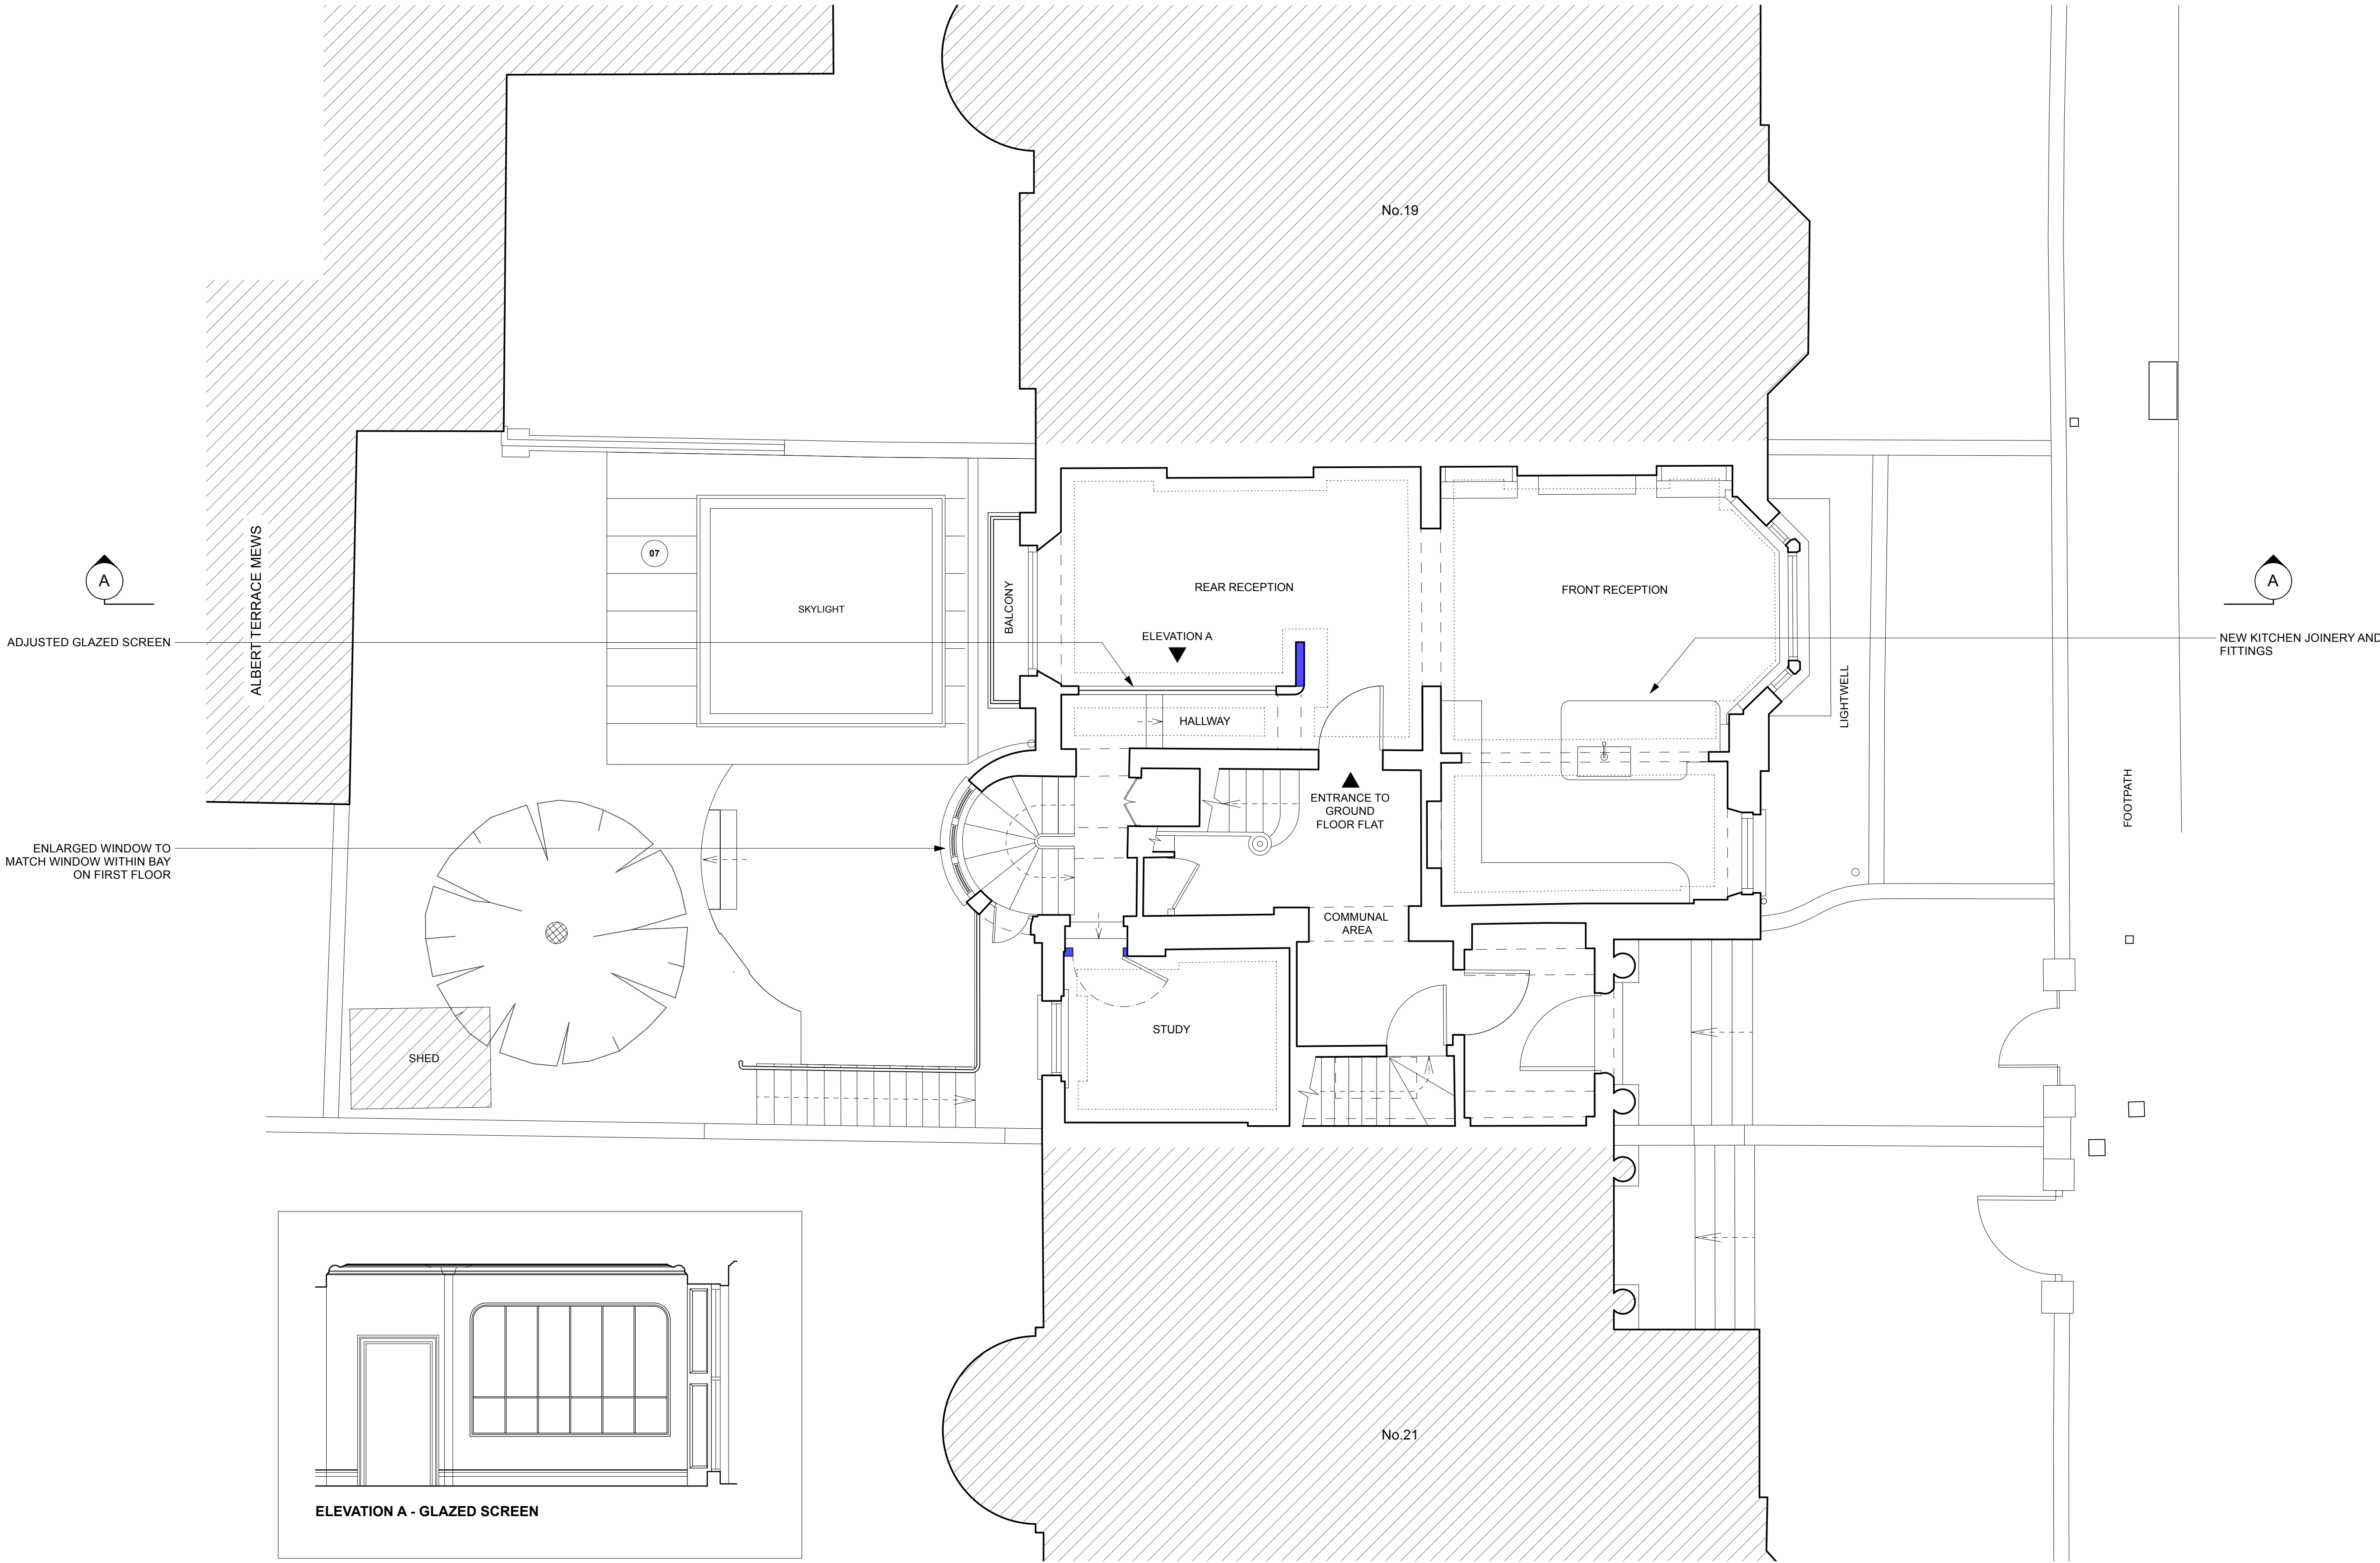 No.19
ALBERT TERRACE MEWS
07
SKYLIGHT
BALCONY
REAR RECEPTION
FRONT RECEPTION
A
A
ADJUSTED GLAZED SCREEN
ELEVATION A
NEW KITCHEN JOINERY AND
FITTINGS
HALLWAY
LIGHTWELL
FOOTPATH
ENTRANCE TO
GROUND
FLOOR FLAT
ENLARGED WINDOW TO
MATCH WINDOW WITHIN BAY
ON FIRST FLOOR
COMMUNAL
AREA
STUDY
SHED
No.21
ELEVATION A - GLAZED SCREEN